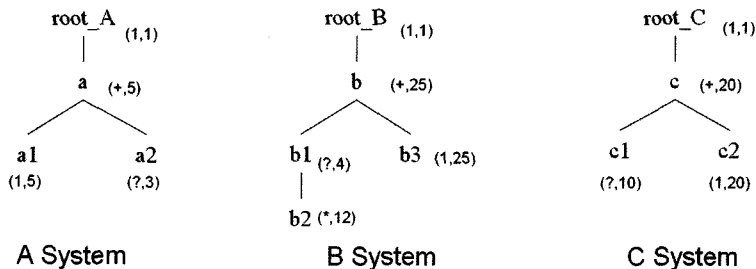 root_A (1,1) root_B (1,1) root_C (1,1)
a (+,5) b (+,25) c (+,20)
a1 a2 b1 (?,4) b3 (1,25) c1 c2
(1,5) (?,3) (?,10) (1,20)
b2 (*,12)
A System B System C System